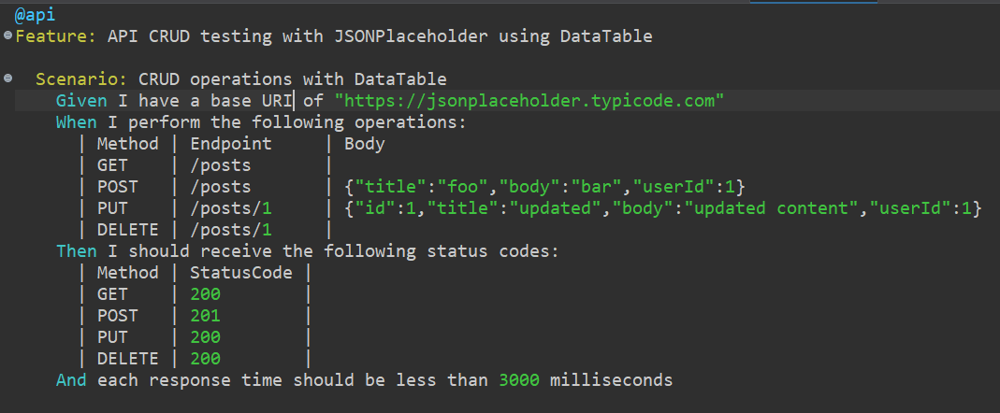 @api
Feature: API CRUD testing with JSONPlaceholder using DataTable
Scenario: CRUD operations with DataTable
Given I have a base URI of "https://jsonplaceholder.typicode.com"
When I perform the following operations:
| Method | Endpoint | Body
| GET | /posts |
| POST | /posts | {"title":"foo","body":"bar","userId":1}
| PUT | /posts/1 | {"id":1,"title":"updated","body":"updated content","userId":1}
| DELETE | /posts/1 |
Then I should receive the following status codes:
| Method | StatusCode |
| GET | 200 |
| POST | 201 |
| PUT | 200 |
| DELETE | 200 |
And each response time should be less than 3000 milliseconds